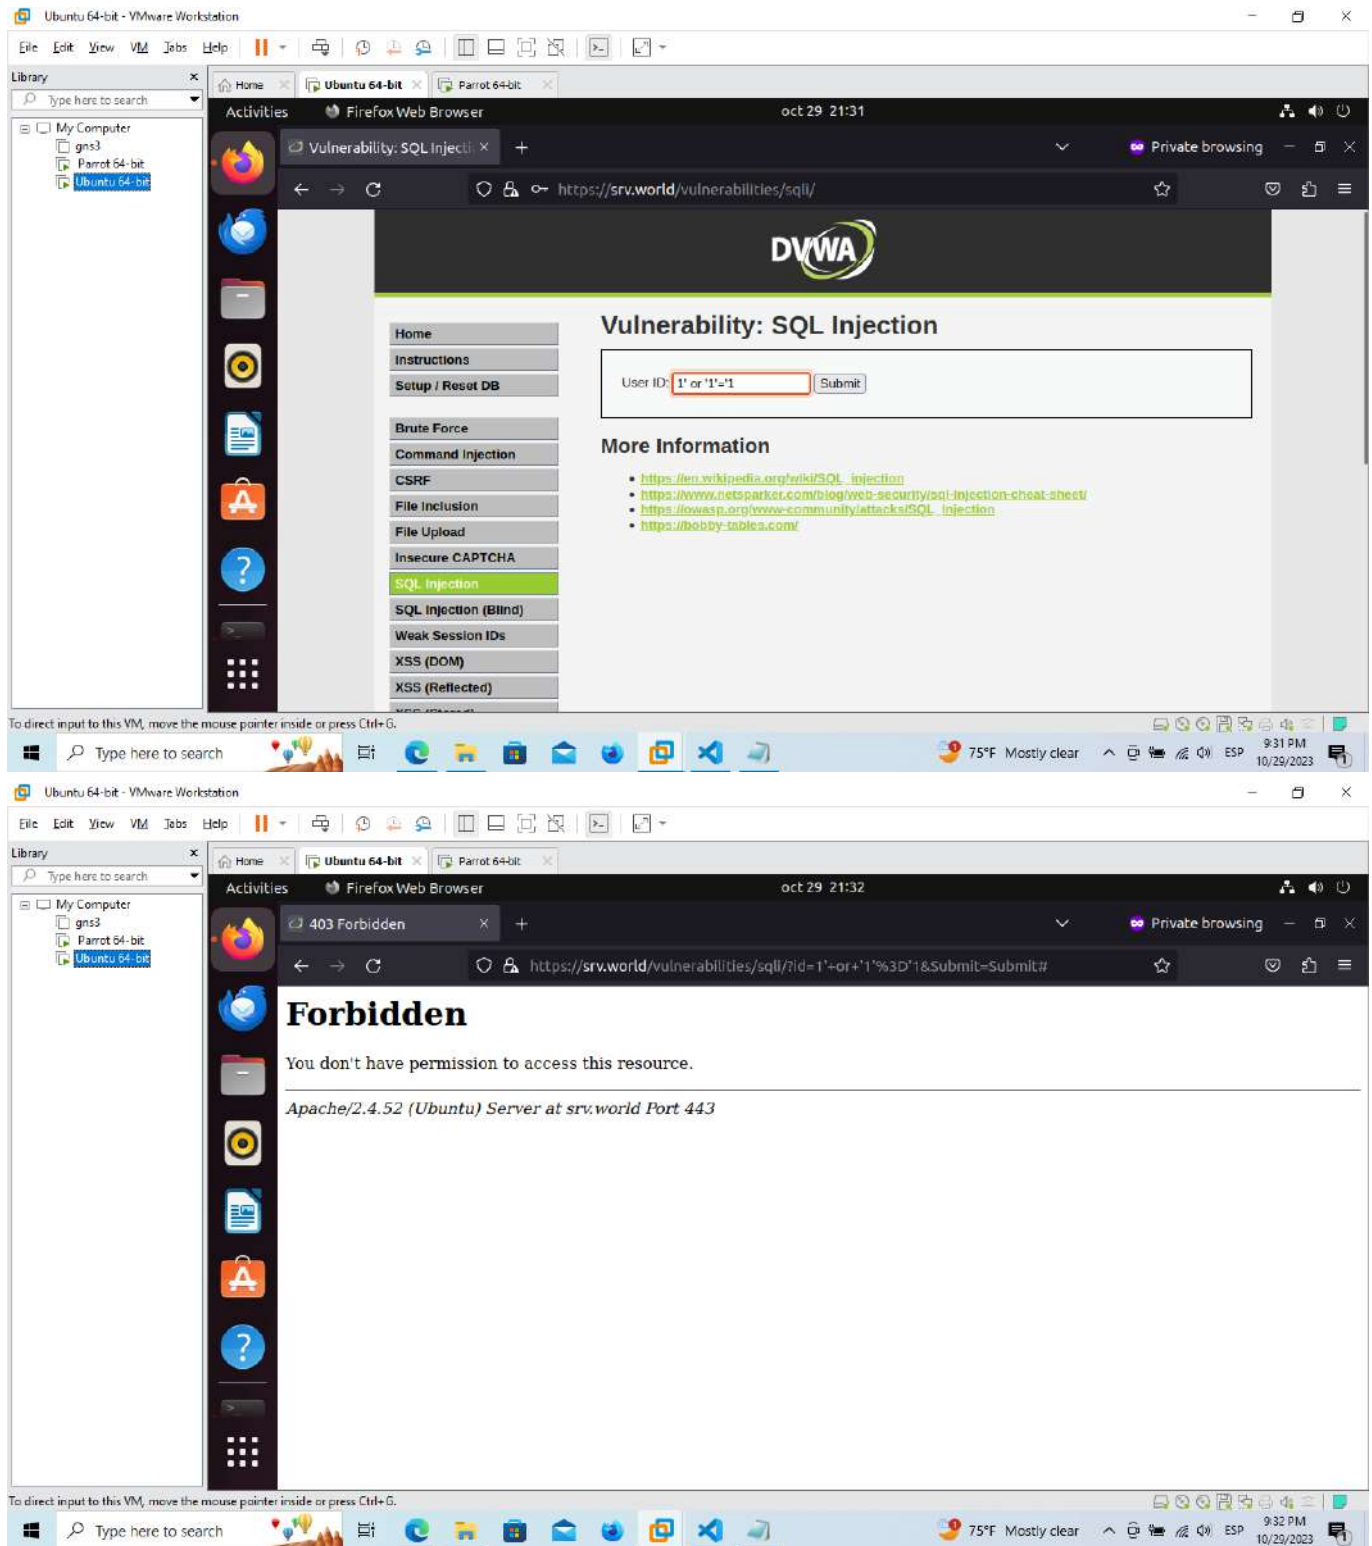 Ubuntu 64-bit - VMware Workstation
File Edit View VM Tabs Help
Library
Type here to search
My Computer
gns3
Parrot 64-bit
Ubuntu 64-bit
Home
Ubuntu 64-bit
Parrot 64-bit
Activities
Firefox Web Browser
oct 29 21:31
Vulnerability: SQL Injecti
Private browsing
https://srv.world/vulnerabilities/sqli/
DVWA
Home
Instructions
Setup / Reset DB
Brute Force
Command Injection
CSRF
File Inclusion
File Upload
Insecure CAPTCHA
SQL Injection
SQL Injection (Blind)
Weak Session IDs
XSS (DOM)
XSS (Reflected)
XSS (Stored)
Vulnerability: SQL Injection
User ID: 1' or '1'='1 Submit
More Information
https://en.wikipedia.org/wiki/SQL_injection
https://www.netsparker.com/blog/web-security/sql-injection-cheat-sheet/
https://owasp.org/www-community/attacks/SQL_Injection
https://bobby-tables.com/
To direct input to this VM, move the mouse pointer inside or press Ctrl+G.
Type here to search
75°F Mostly clear
ESP
9:31 PM
10/29/2023
Ubuntu 64-bit - VMware Workstation
File Edit View VM Tabs Help
Library
Type here to search
My Computer
gns3
Parrot 64-bit
Ubuntu 64-bit
Home
Ubuntu 64-bit
Parrot 64-bit
Activities
Firefox Web Browser
oct 29 21:32
403 Forbidden
Private browsing
https://srv.world/vulnerabilities/sqli/?id=1'+or+'1'%3D'1&Submit=Submit#
Forbidden
You don't have permission to access this resource.
Apache/2.4.52 (Ubuntu) Server at srv.world Port 443
To direct input to this VM, move the mouse pointer inside or press Ctrl+G.
Type here to search
75°F Mostly clear
ESP
9:32 PM
10/29/2023